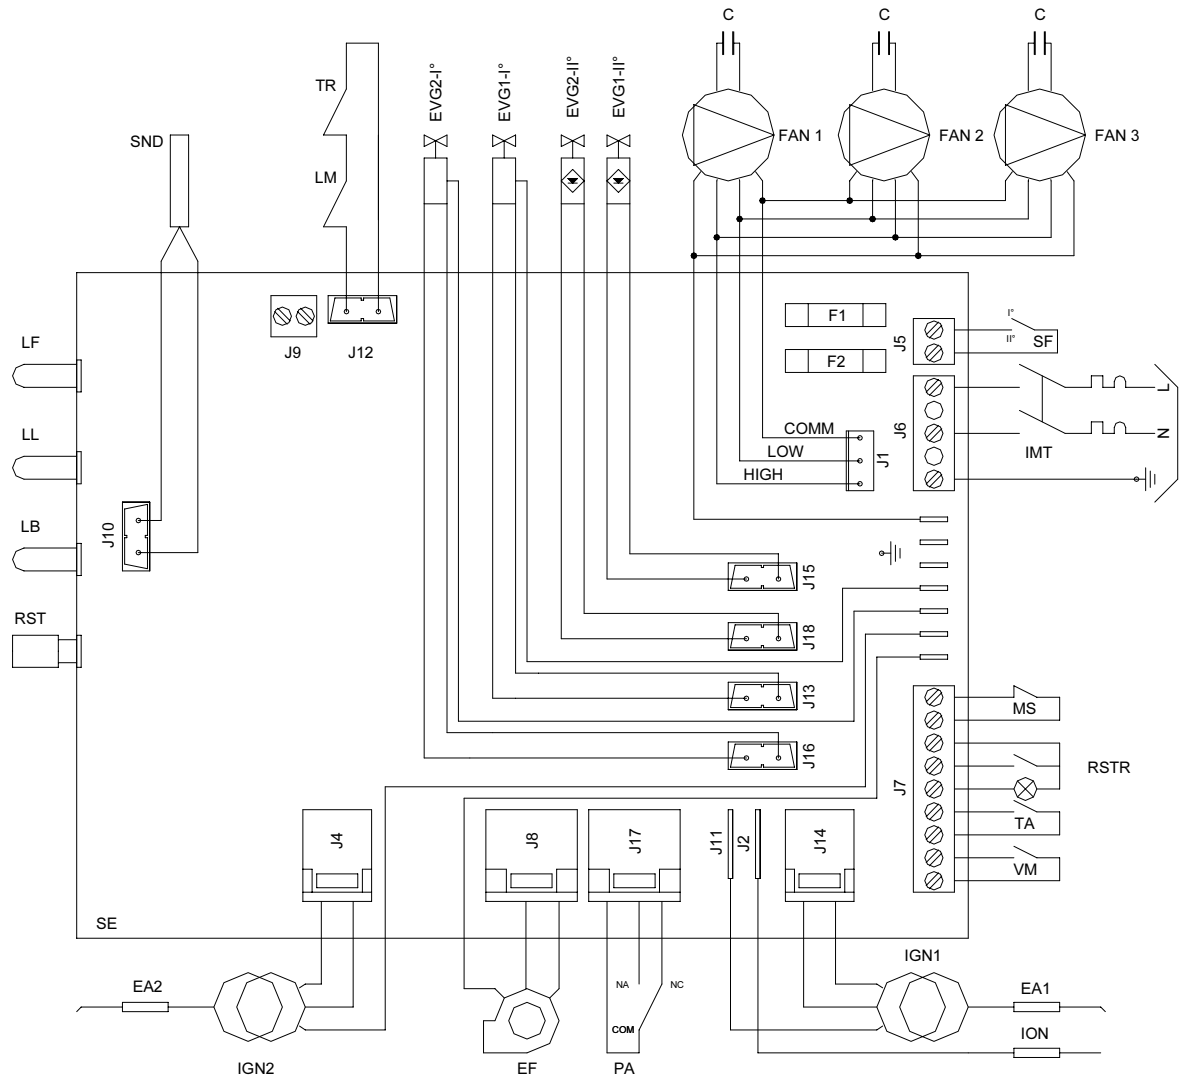 C
C
C
TR
EVG2-I°
EVG1-I°
EVG2-II°
EVG1-II°
SND
FAN 1
FAN 2
FAN 3
LM
LF
J9
J12
F1
F2
J5
I°
II°
SF
LL
COMM
LOW
HIGH
J1
J6
IMT
L
N
LB
J10
J15
RST
J18
J13
J16
MS
RSTR
J7
TA
VM
J4
J8
J17
J11
J2
J14
SE
IGN1
EA2
NA
NC
COM
EA1
ION
IGN2
EF
PA